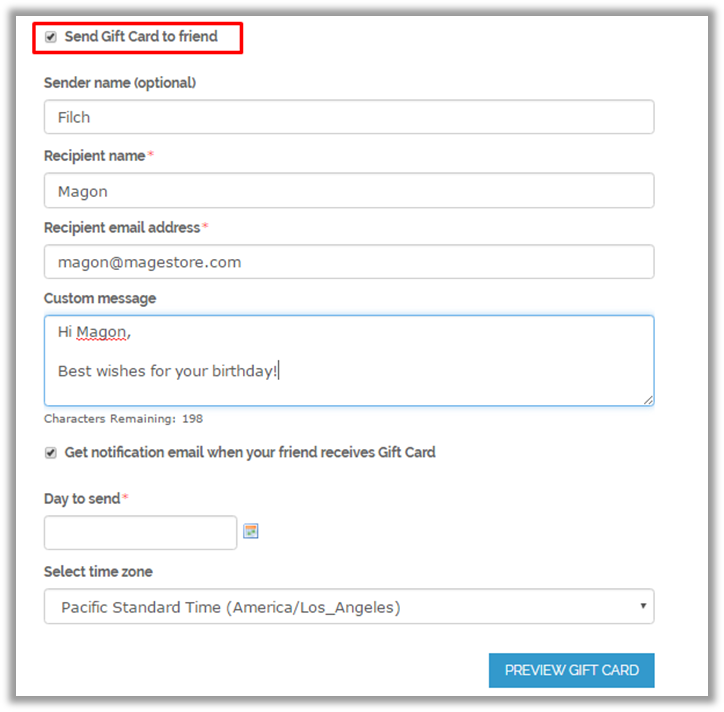 Send Gift Card to friend
Sender name (optional)
Filch
Recipient name*
Magon
Recipient email address*
magon@magestore.com
Custom message
Hi Magon,
Best wishes for your birthday!
Characters Remaining: 198
Get notification email when your friend receives Gift Card
Day to send*
Select time zone
Pacific Standard Time (America/Los_Angeles)
PREVIEW GIFT CARD